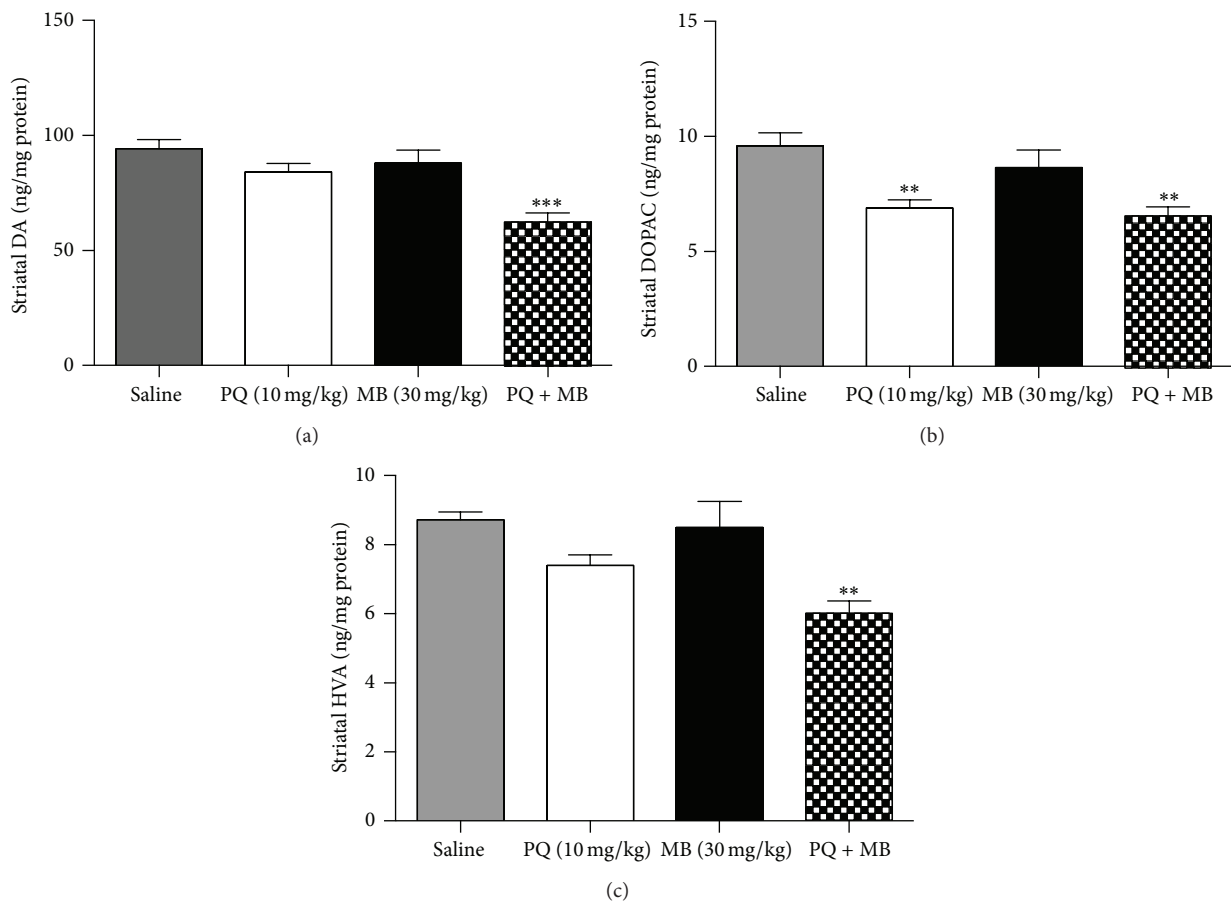 150
100
50
0
Striatal DA (ng/mg protein)
***
Saline
PQ (10 mg/kg)
MB (30 mg/kg)
PQ + MB
(a)
15
10
5
0
Striatal DOPAC (ng/mg protein)
**
**
Saline
PQ (10 mg/kg)
MB (30 mg/kg)
PQ + MB
(b)
10
8
6
4
2
0
Striatal HVA (ng/mg protein)
**
Saline
PQ (10 mg/kg)
MB (30 mg/kg)
PQ + MB
(c)